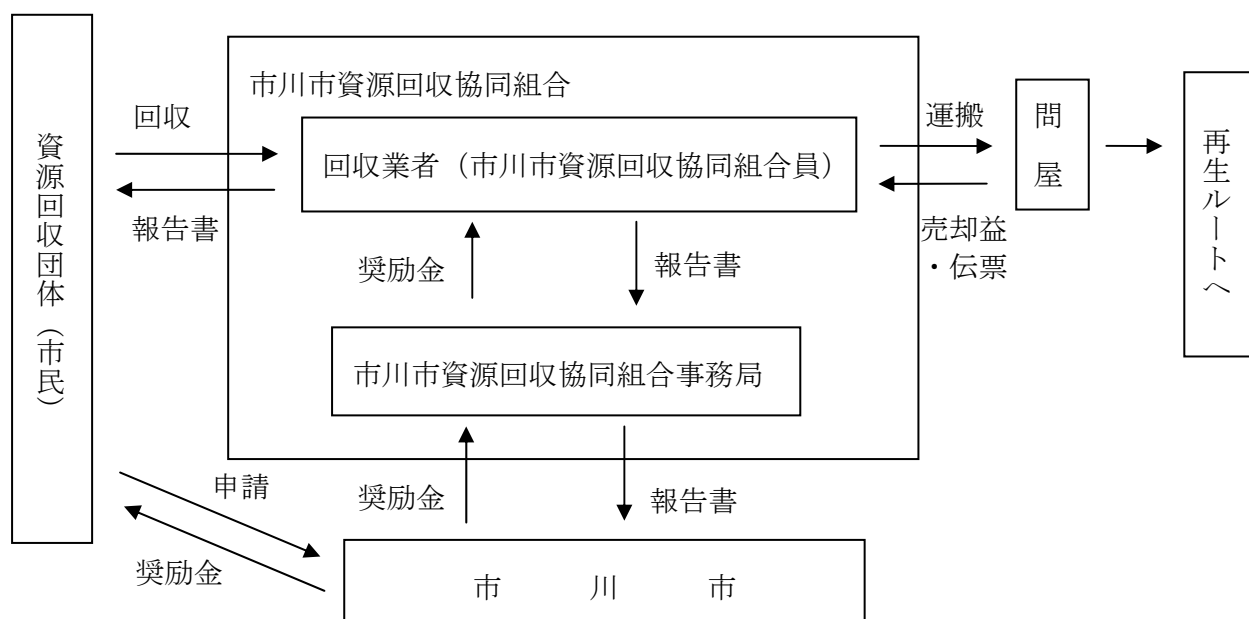 資源回収団体（市民）
市川市資源回収協同組合
回収
報告書
回収業者（市川市資源回収協同組合員）
運搬
売却益
・伝票
問屋
再生ルートへ
奨励金
報告書
市川市資源回収協同組合事務局
申請
奨励金
奨励金
報告書
市川市